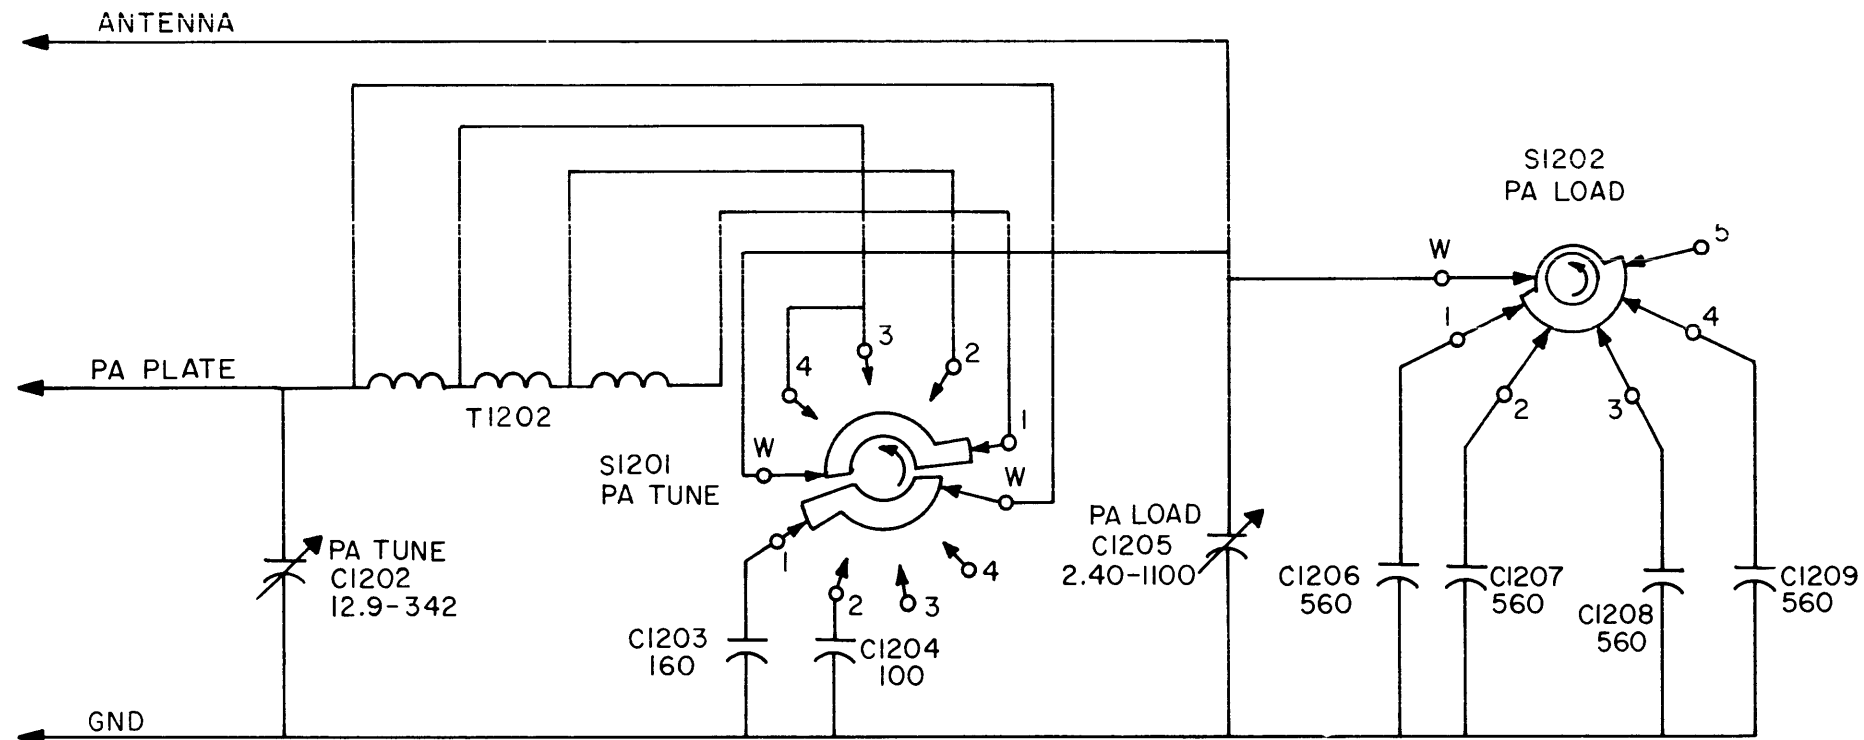 ANTENNA
S1202
PA LOAD
W
5
1
4
2
3
PA PLATE
T1202
3
2
4
1
W
W
S1201
PA TUNE
1
2
3
4
PA TUNE
C1202
12.9-342
C1203
160
C1204
100
PA LOAD
C1205
2.40-1100
C1206
560
C1207
560
C1208
560
C1209
560
GND